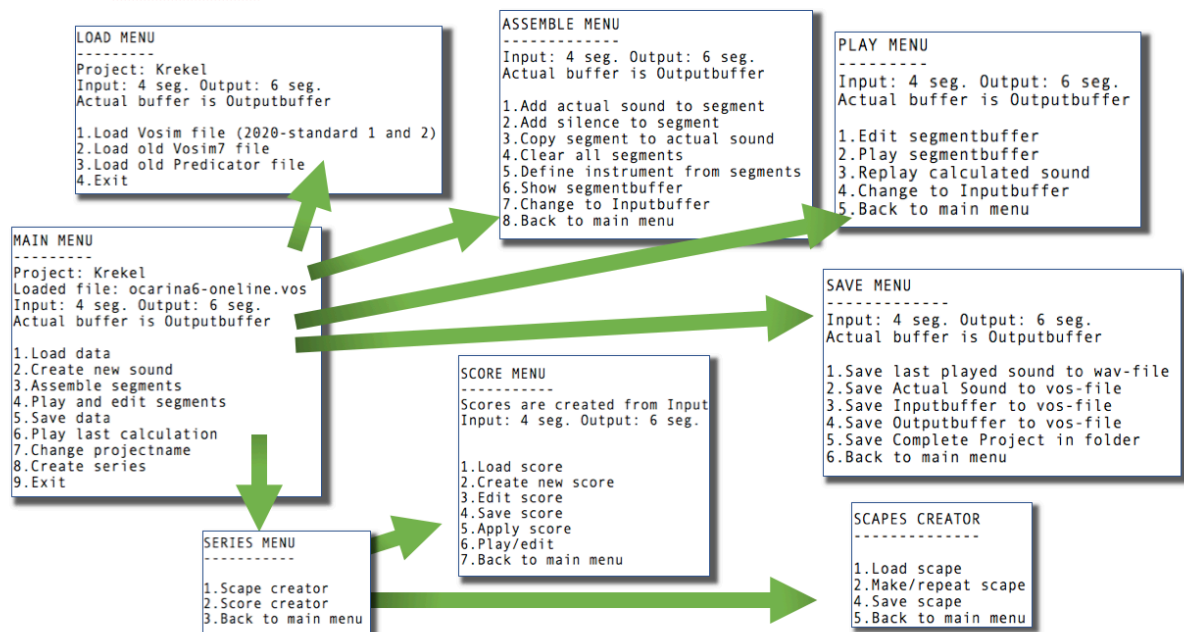 LOAD MENU
---------
Project: Krekel
Input: 4 seg. Output: 6 seg.
Actual buffer is Outputbuffer
1.Load Vosim file (2020-standard 1 and 2)
2.Load old Vosim7 file
3.Load old Predicator file
4.Exit
ASSEMBLE MENU
-------------
Input: 4 seg. Output: 6 seg.
Actual buffer is Outputbuffer
1.Add actual sound to segment
2.Add silence to segment
3.Copy segment to actual sound
4.Clear all segments
5.Define instrument from segments
6.Show segmentbuffer
7.Change to Inputbuffer
8.Back to main menu
PLAY MENU
---------
Input: 4 seg. Output: 6 seg.
Actual buffer is Outputbuffer
1.Edit segmentbuffer
2.Play segmentbuffer
3.Replay calculated sound
4.Change to Inputbuffer
5.Back to main menu
MAIN MENU
---------
Project: Krekel
Loaded file: ocarina6-oneline.vos
Input: 4 seg. Output: 6 seg.
Actual buffer is Outputbuffer
1.Load data
2.Create new sound
3.Assemble segments
4.Play and edit segments
5.Save data
6.Play last calculation
7.Change projectname
8.Create series
9.Exit
SAVE MENU
-------------
Input: 4 seg. Output: 6 seg.
Actual buffer is Outputbuffer
1.Save last played sound to wav-file
2.Save Actual Sound to vos-file
3.Save Inputbuffer to vos-file
4.Save Outputbuffer to vos-file
5.Save Complete Project in folder
6.Back to main menu
SCORE MENU
-----------
Scores are created from Input
Input: 4 seg. Output: 6 seg.
1.Load score
2.Create new score
3.Edit score
4.Save score
5.Apply score
6.Play/edit
7.Back to main menu
SERIES MENU
-----------
1.Scape creator
2.Score creator
3.Back to main menu
SCAPES CREATOR
--------------
1.Load scape
2.Make/repeat scape
4.Save scape
5.Back to main menu